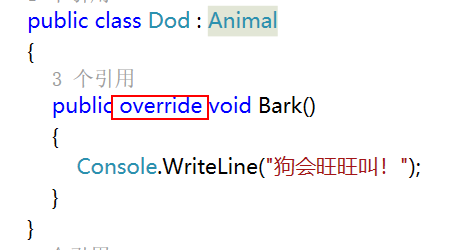 public class Dod : Animal
{
3 个引用
public override void Bark()
{
Console.WriteLine("狗会旺旺叫！");
}
}